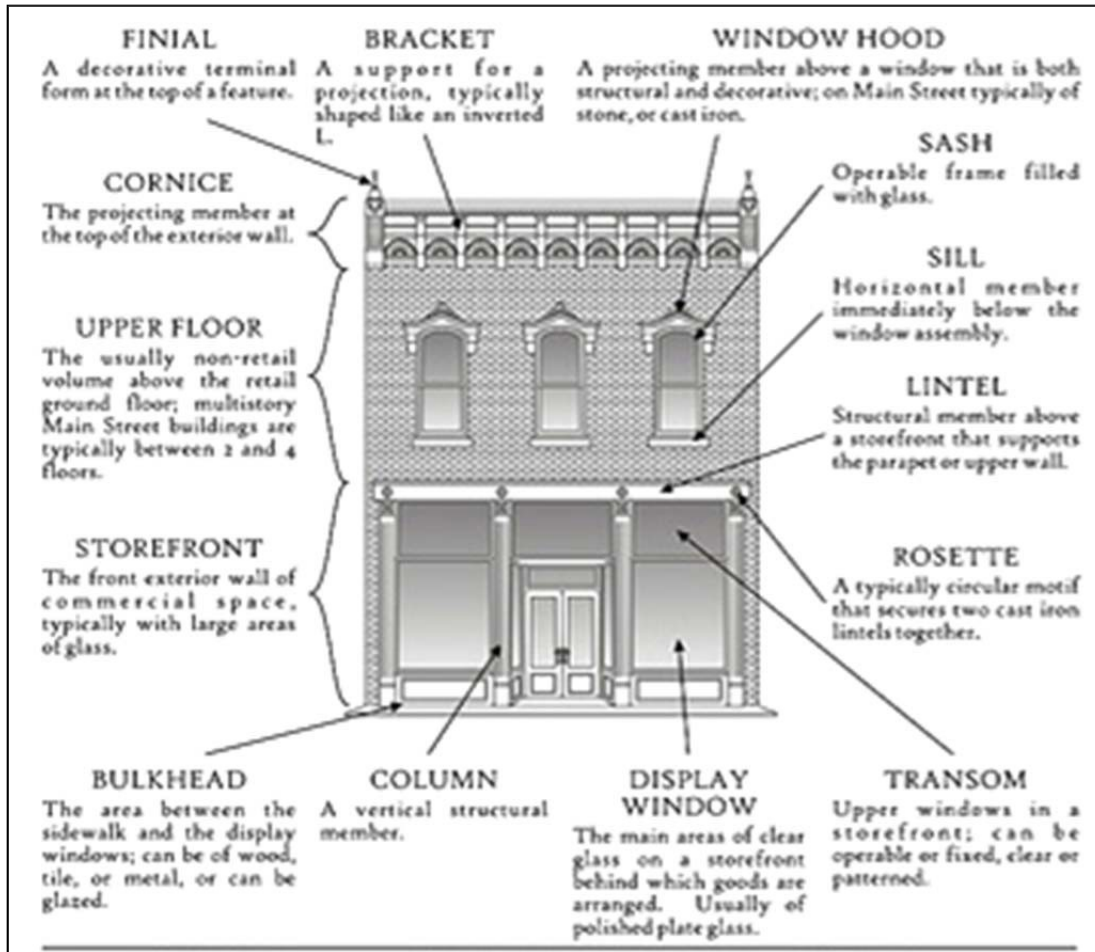 FINIAL
A decorative terminal
form at the top of a feature.
BRACKET
A support for a
projection, typically
shaped like an inverted
L.
WINDOW HOOD
A projecting member above a window that is both
structural and decorative; on Main Street typically of
stone, or cast iron.
SASH
Operable frame filled
with glass.
CORNICE
The projecting member at
the top of the exterior wall.
SILL
Horizontal member
immediately below the
window assembly.
UPPER FLOOR
The usually non-retail
volume above the retail
ground floor; multistory
Main Street buildings are
typically between 2 and 4
floors.
LINTEL
Structural member above
a storefront that supports
the parapet or upper wall.
STOREFRONT
The front exterior wall of
commercial space,
typically with large areas
of glass.
ROSETTE
A typically circular motif
that secures two cast iron
lintels together.
BULKHEAD
The area between the
sidewalk and the display
windows; can be of wood,
tile, or metal, or can be
glazed.
COLUMN
A vertical structural
member.
DISPLAY
WINDOW
The main areas of clear
glass on a storefront
behind which goods are
arranged. Usually of
polished plate glass.
TRANSOM
Upper windows in a
storefront; can be
operable or fixed, clear or
patterned.